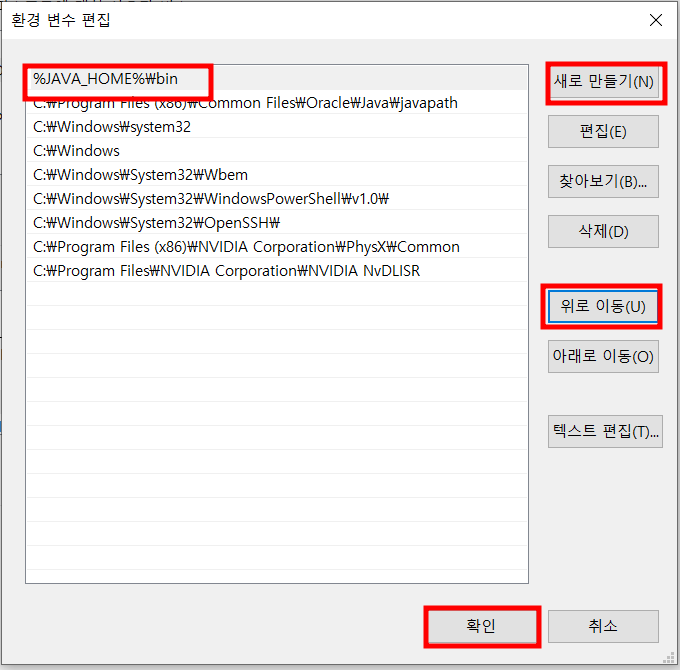 환경 변수 편집
%JAVA_HOME%₩bin
C:₩Program Files (x86)₩Common Files₩Oracle₩Java₩javapath
C:₩Windows₩system32
C:₩Windows
C:₩Windows₩System32₩Wbem
C:₩Windows₩System32₩WindowsPowerShell₩v1.0₩
C:₩Windows₩System32₩OpenSSH₩
C:₩Program Files (x86)₩NVIDIA Corporation₩PhysX₩Common
C:₩Program Files₩NVIDIA Corporation₩NVIDIA NvDLISR
새로 만들기(N)
편집(E)
찾아보기(B)...
삭제(D)
위로 이동(U)
아래로 이동(O)
텍스트 편집(T)...
확인
취소